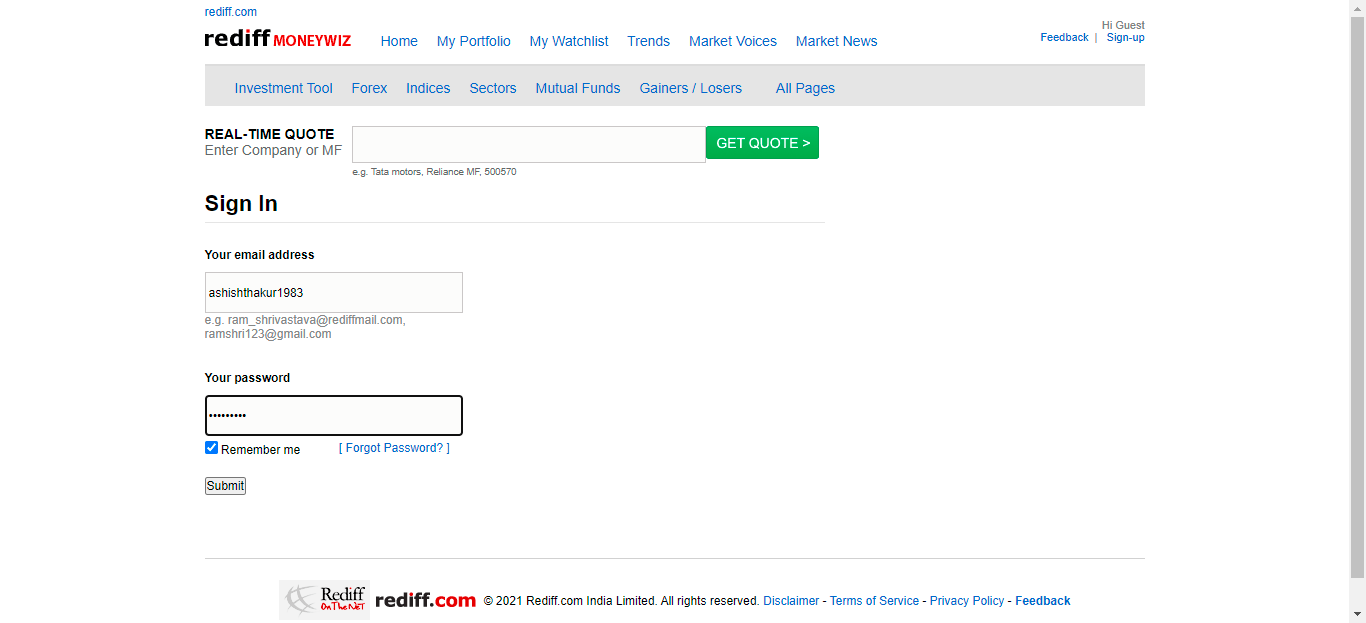 rediff.com
rediff MONEYWIZ Home My Portfolio My Watchlist Trends Market Voices Market News
Hi Guest
Feedback | Sign-up
Investment Tool Forex Indices Sectors Mutual Funds Gainers / Losers All Pages
REAL-TIME QUOTE
Enter Company or MF
GET QUOTE >
e.g. Tata motors, Reliance MF, 500570
Sign In
Your email address
ashishthakur1983
e.g. ram_shrivastava@rediffmail.com,
ramshri123@gmail.com
Your password
•••••••••
Remember me [ Forgot Password? ]
Submit
Rediff
On The NeT
rediff.com © 2021 Rediff.com India Limited. All rights reserved. Disclaimer - Terms of Service - Privacy Policy - Feedback